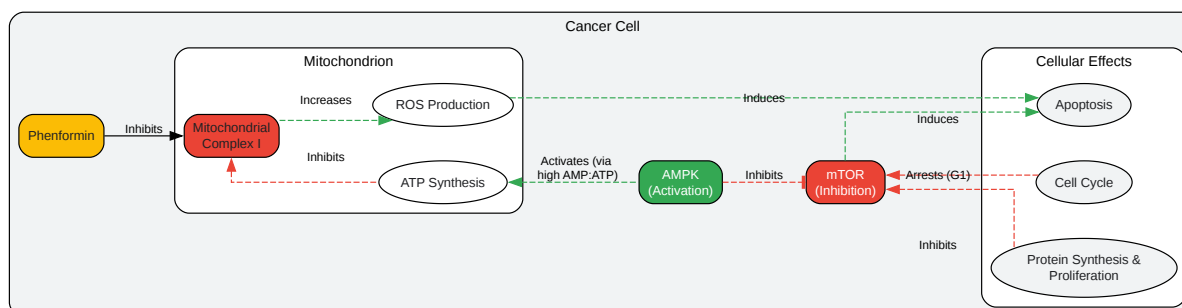 Cancer Cell
Mitochondrion
Cellular Effects
Increases
ROS Production
Induces
Apoptosis
Induces
Phenformin
Inhibits
Mitochondrial
Complex I
Inhibits
Activates (via
high AMP:ATP)
ATP Synthesis
AMPK
(Activation)
Inhibits
mTOR
(Inhibition)
Arrests (G1)
Cell Cycle
Inhibits
Protein Synthesis &
Proliferation